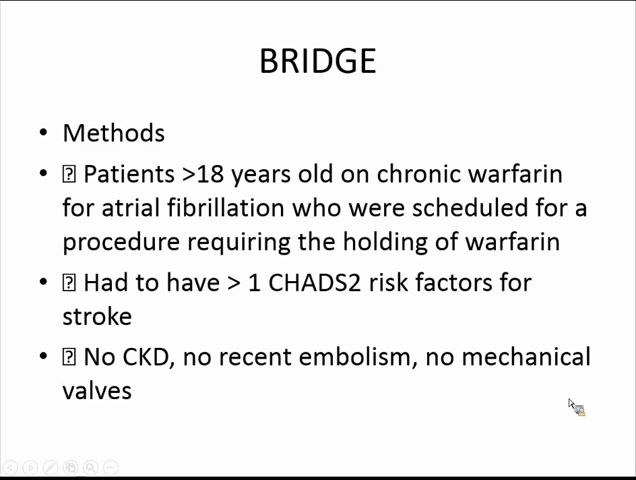 BRIDGE
• Methods
• ⍰ Patients >18 years old on chronic warfarin
for atrial fibrillation who were scheduled for a
procedure requiring the holding of warfarin
• ⍰ Had to have > 1 CHADS2 risk factors for
stroke
• ⍰ No CKD, no recent embolism, no mechanical
valves